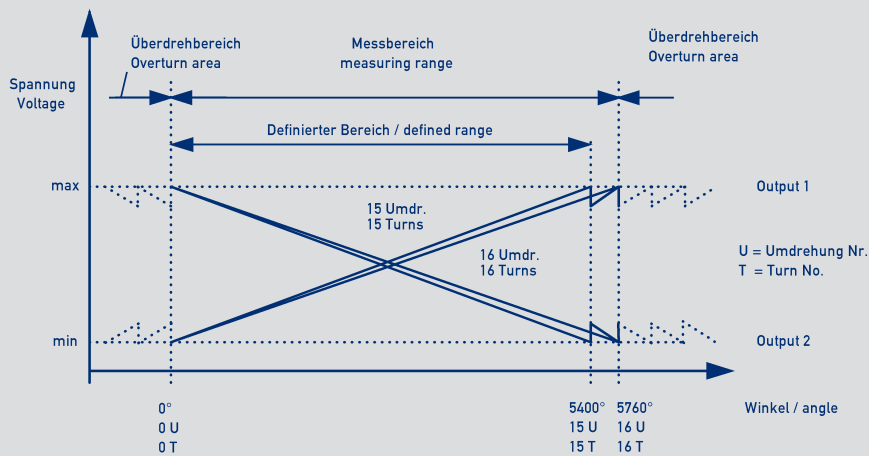 Überdrehbereich
Overturn area
Messbereich
measuring range
Überdrehbereich
Overturn area
Spannung
Voltage
Definierter Bereich / defined range
max
Output 1
15 Umdr.
15 Turns
16 Umdr.
16 Turns
U = Umdrehung Nr.
T = Turn No.
min
Output 2
0°
0 U
0 T
5400°
15 U
15 T
5760°
16 U
16 T
Winkel / angle